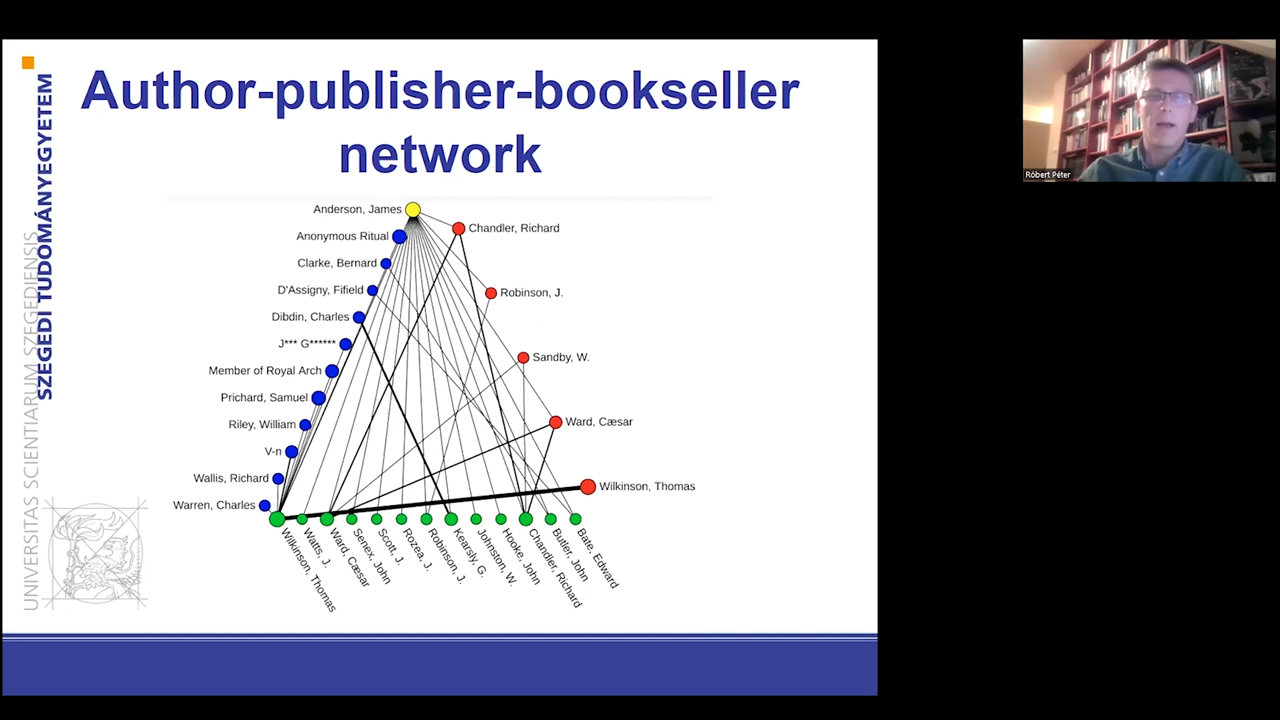 Author-publisher-bookseller
network
SZEGEDI TUDOMÁNYEGYETEM
UNIVERSITAS SCIENTIARUM SZEGEDIENSIS
Anderson, James
Anonymous Ritual
Clarke, Bernard
D'Assigny, Fifield
Dibdin, Charles
J*** G******
Member of Royal Arch
Prichard, Samuel
Riley, William
V-n
Wallis, Richard
Warren, Charles
Chandler, Richard
Robinson, J.
Sandby, W.
Ward, Cæsar
Wilkinson, Thomas
Wilkinson, Thomas
Watts, J.
Ward, Cæsar
Senex, John
Scott, J.
Rozea, J.
Robinson, J.
Kearsly, G.
Johnston, W.
Hooke, John
Chandler, Richard
Butler, John
Bate, Edward
Róbert Péter